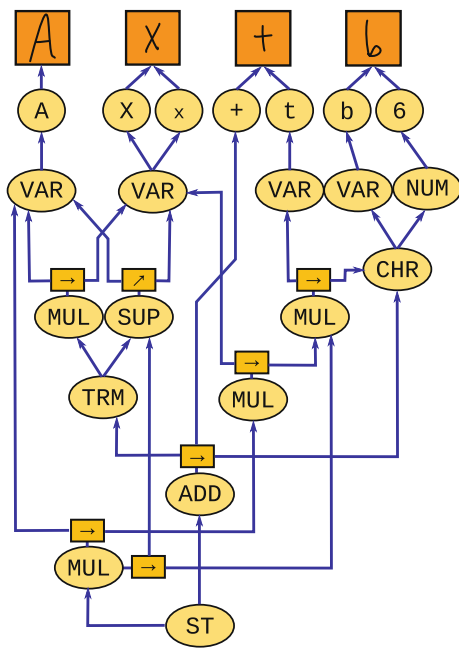 A x + 6
A X x + t b 6
VAR VAR VAR VAR NUM
→ ↗ → CHR
MUL SUP MUL
→
TRM MUL
→
ADD
→
MUL →
ST